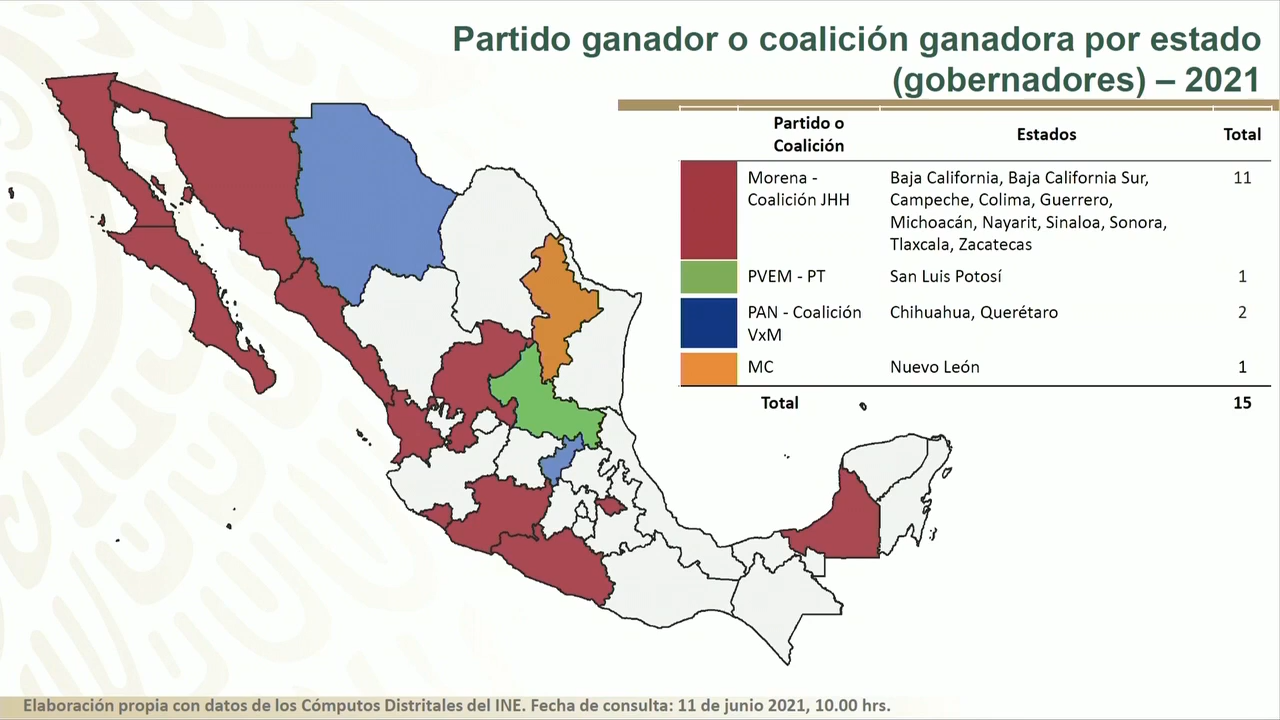 Partido ganador o coalición ganadora por estado
(gobernadores) – 2021
Partido o
Coalición
Estados
Total
Morena -
Coalición JHH
Baja California, Baja California Sur,
Campeche, Colima, Guerrero,
Michoacán, Nayarit, Sinaloa, Sonora,
Tlaxcala, Zacatecas
11
PVEM - PT
San Luis Potosí
1
PAN - Coalición
VxM
Chihuahua, Querétaro
2
MC
Nuevo León
1
Total
15
Elaboración propia con datos de los Cómputos Distritales del INE. Fecha de consulta: 11 de junio 2021, 10.00 hrs.